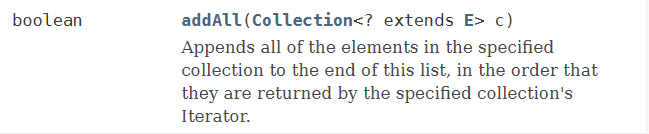 boolean addAll(Collection<? extends E> c)
Appends all of the elements in the specified
collection to the end of this list, in the order that
they are returned by the specified collection's
Iterator.